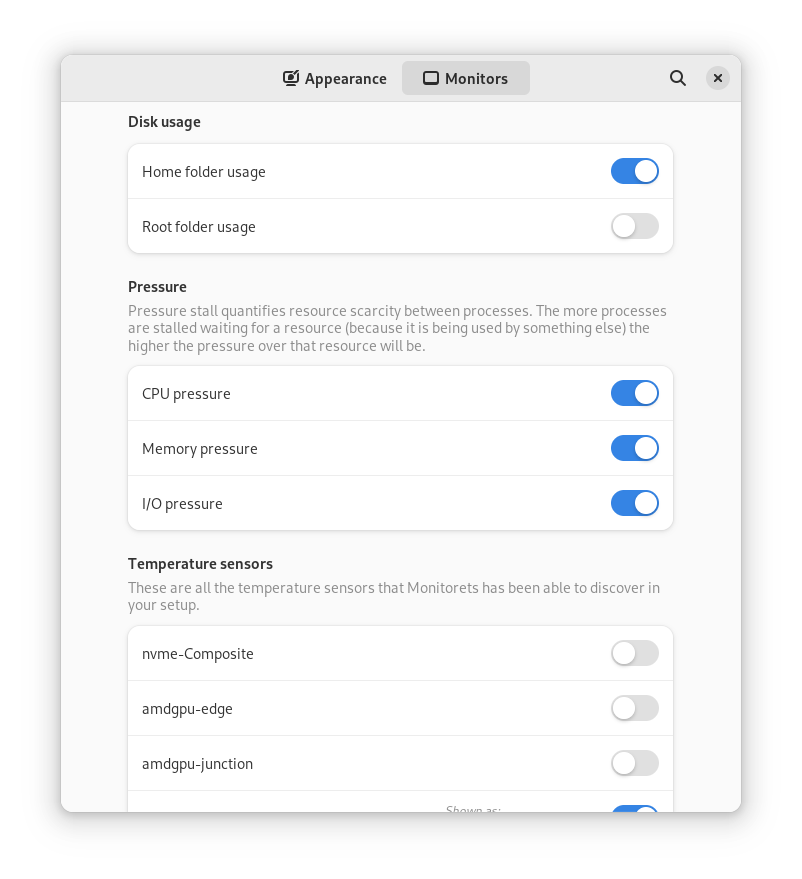 Appearance
Monitors
Disk usage
Home folder usage
Root folder usage
Pressure
Pressure stall quantifies resource scarcity between processes. The more processes
are stalled waiting for a resource (because it is being used by something else) the
higher the pressure over that resource will be.
CPU pressure
Memory pressure
I/O pressure
Temperature sensors
These are all the temperature sensors that Monitorets has been able to discover in
your setup.
nvme-Composite
amdgpu-edge
amdgpu-junction
Shown as: